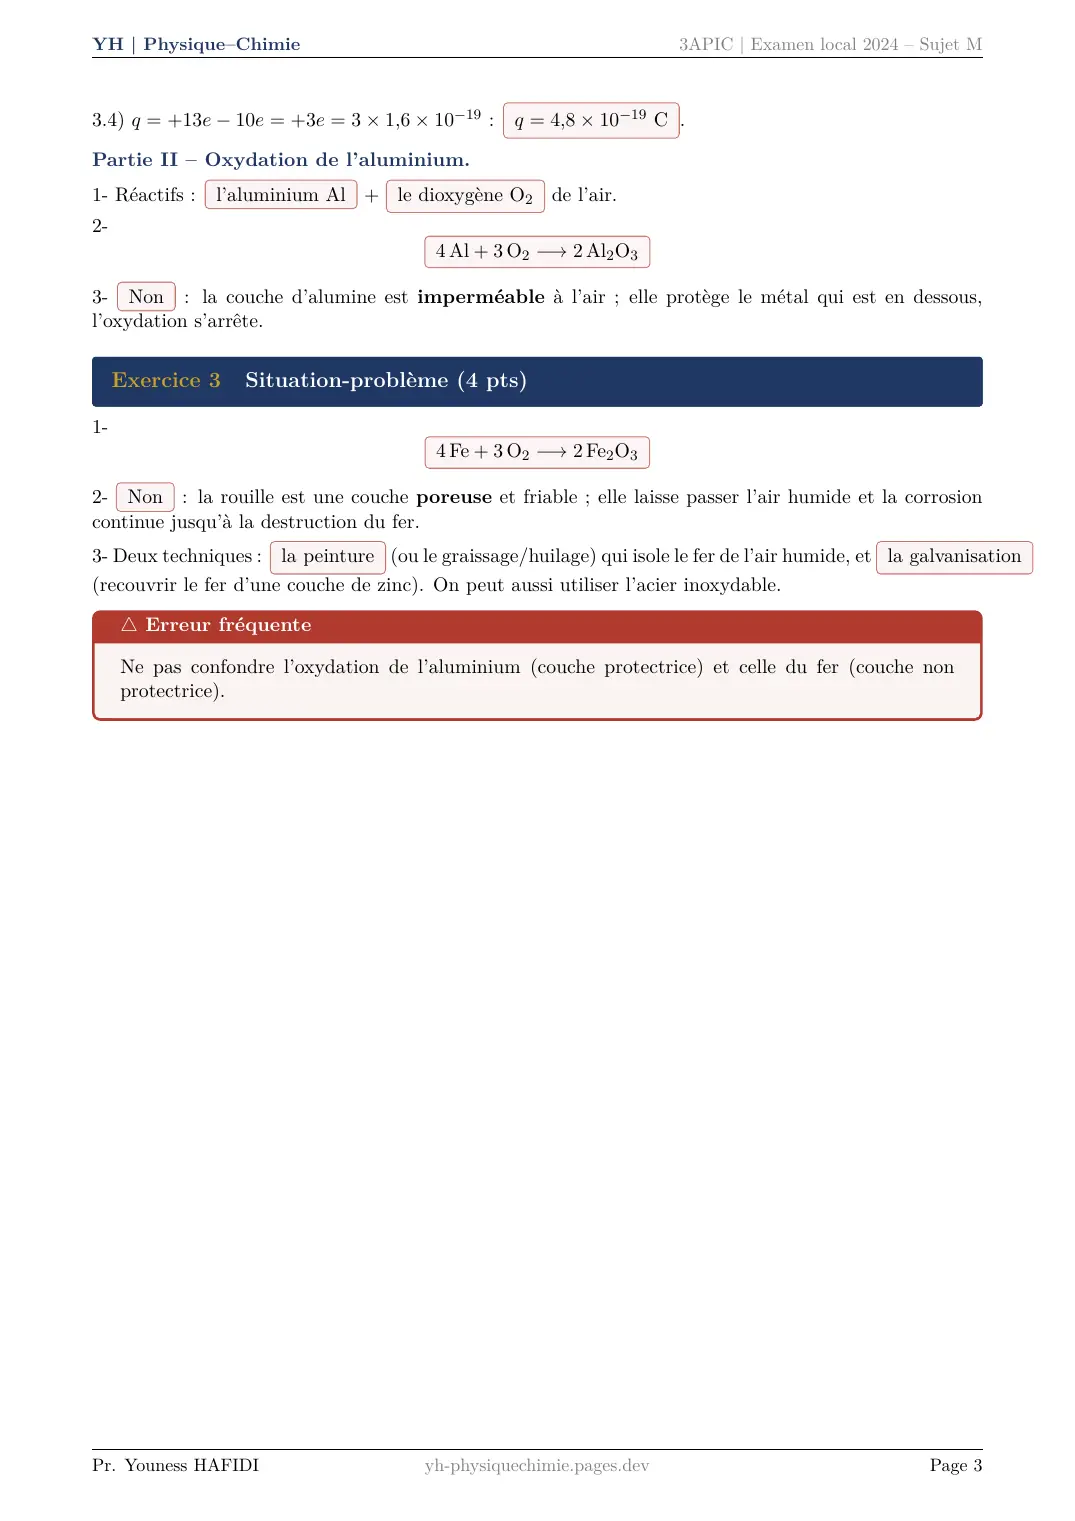 YH | Physique–Chimie
3APIC | Examen local 2024 – Sujet M
3.4) q = +13e − 10e = +3e = 3 × 1,6 × 10⁻¹⁹ : q = 4,8 × 10⁻¹⁹ C.
Partie II – Oxydation de l'aluminium.
1- Réactifs : l'aluminium Al + le dioxygène O₂ de l'air.
2-
4 Al + 3 O₂ ⟶ 2 Al₂O₃
3- Non : la couche d'alumine est imperméable à l'air ; elle protège le métal qui est en dessous,
l'oxydation s'arrête.
Exercice 3 Situation-problème (4 pts)
1-
4 Fe + 3 O₂ ⟶ 2 Fe₂O₃
2- Non : la rouille est une couche poreuse et friable ; elle laisse passer l'air humide et la corrosion
continue jusqu'à la destruction du fer.
3- Deux techniques : la peinture (ou le graissage/huilage) qui isole le fer de l'air humide, et la galvanisation
(recouvrir le fer d'une couche de zinc). On peut aussi utiliser l'acier inoxydable.
△ Erreur fréquente
Ne pas confondre l'oxydation de l'aluminium (couche protectrice) et celle du fer (couche non
protectrice).
Pr. Youness HAFIDI
yh-physiquechimie.pages.dev
Page 3